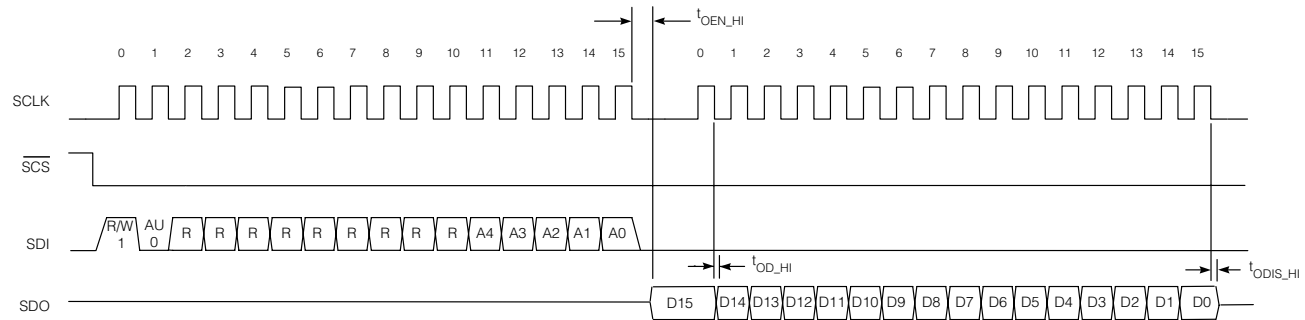 tOEN_HI
0 1 2 3 4 5 6 7 8 9 10 11 12 13 14 15 0 1 2 3 4 5 6 7 8 9 10 11 12 13 14 15
SCLK
SCS
R/W AU
1 0
SDI R R R R R R R R R A4 A3 A2 A1 A0
tOD_HI tODIS_HI
SDO D15 D14 D13 D12 D11 D10 D9 D8 D7 D6 D5 D4 D3 D2 D1 D0